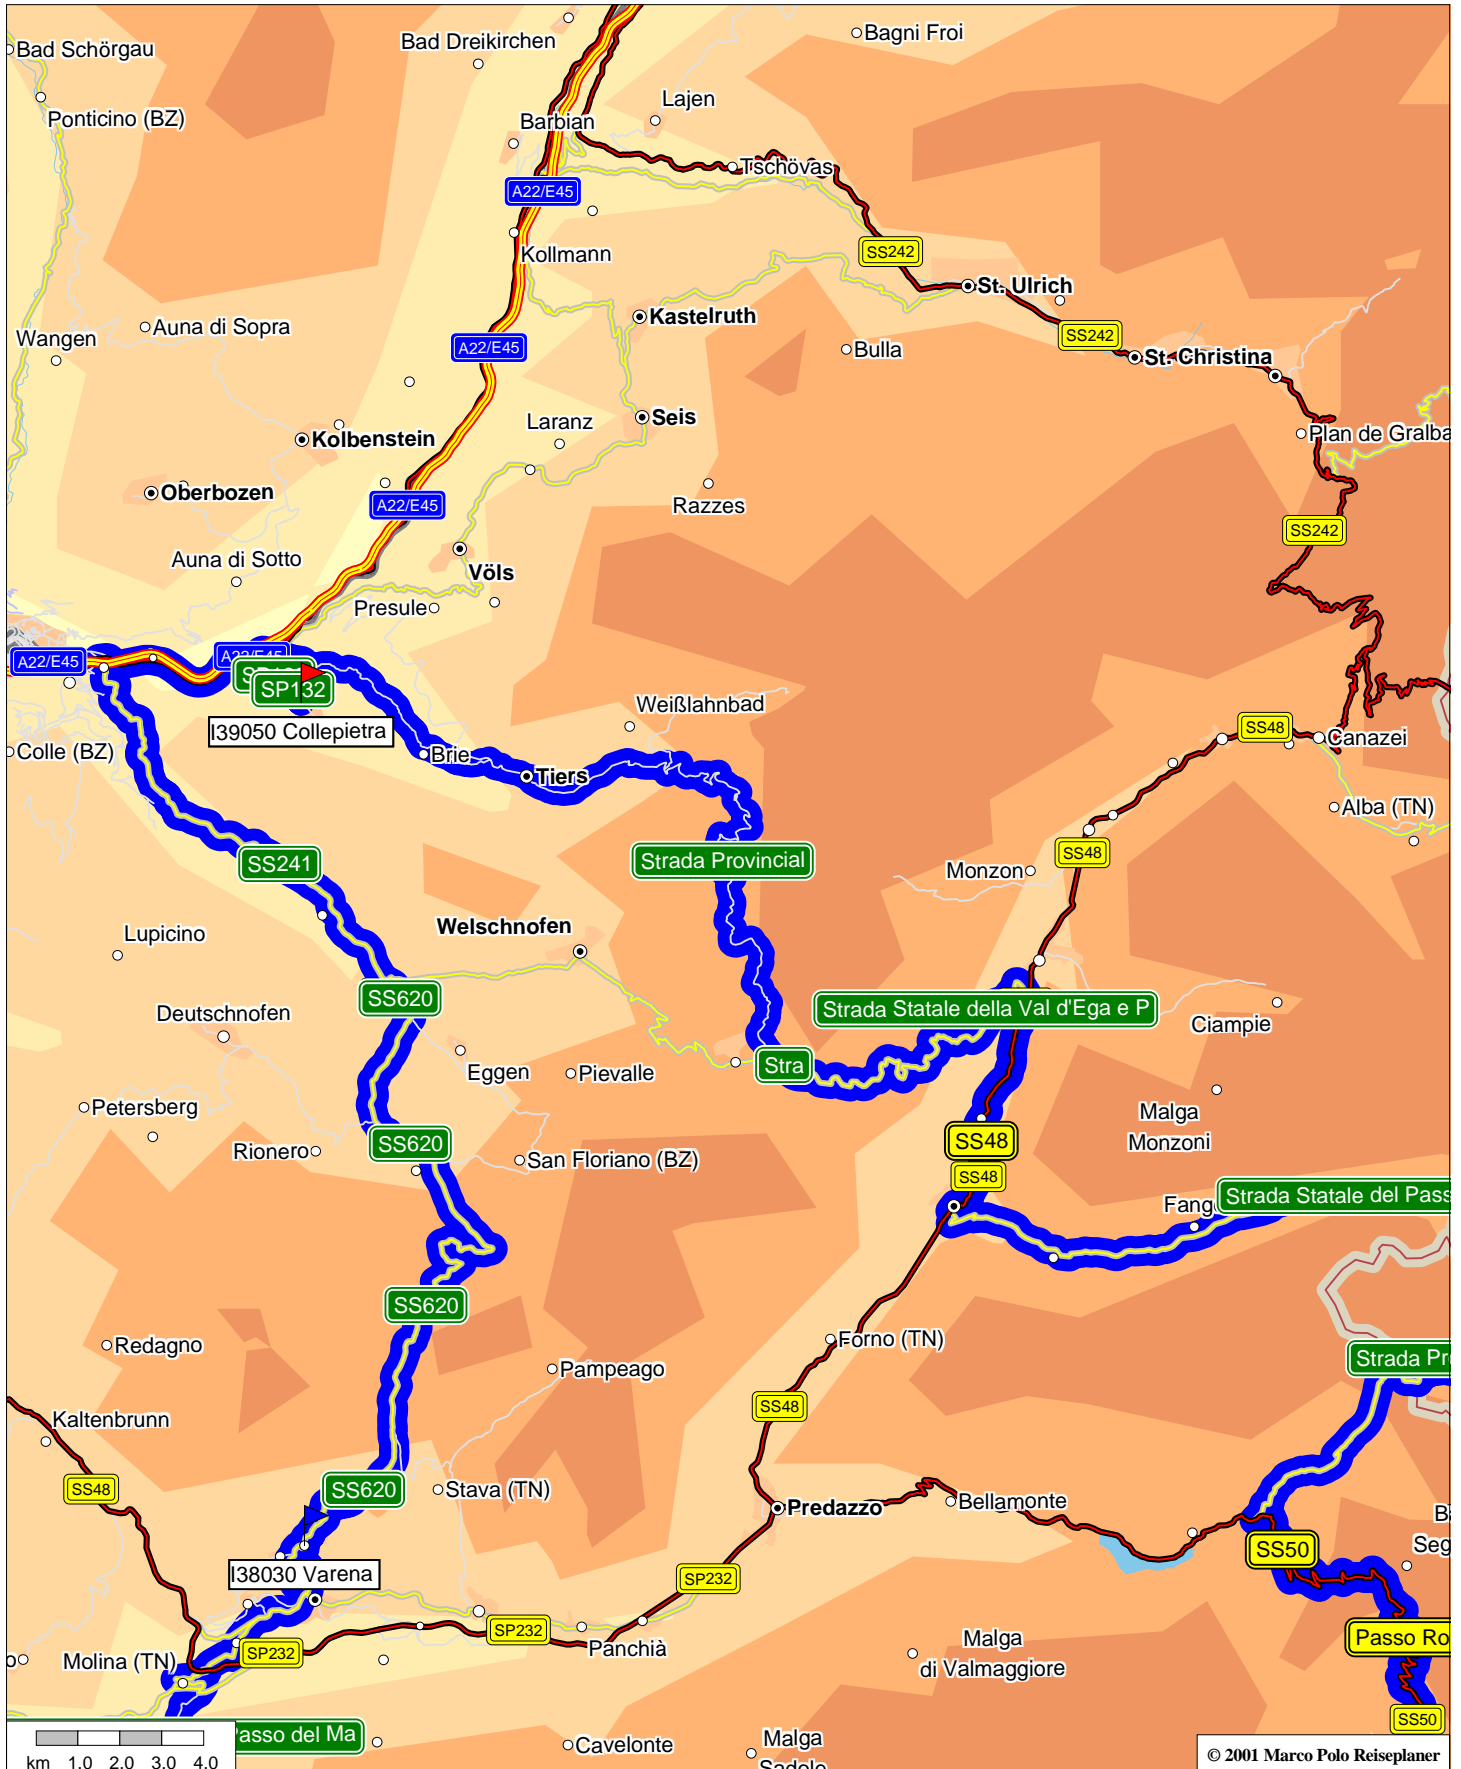 Bagni Froi
Bad Dreikirchen
Bad Schörgau
Lajen
Ponticino (BZ)
Barbian
Tschövas
A22/E45
SS242
Kollmann
St. Ulrich
Kastelruth
Auna di Sopra
Wangen
A22/E45
SS242
Bulla
St. Christina
Seis
Laranz
Plan de Gralba
Kolbenstein
Oberbozen
A22/E45
Razzes
SS242
Auna di Sotto
Völs
Presule
A22/E45
A22/E45
SP132
I39050 Collepietra
Weißlahnbad
SS48
Canazei
Colle (BZ)
Brie
Tiers
Alba (TN)
SS241
Strada Provincial
SS48
Monzon
Welschnofen
Lupicino
SS620
Strada Statale della Val d'Ega e P
Deutschnofen
Ciampie
Stra
Eggen
Pievalle
Petersberg
Malga
Monzoni
SS620
SS48
Rionero
San Floriano (BZ)
SS48
Strada Statale del Pass
Fang
SS620
Redagno
Forno (TN)
Strada Pr
Pampeago
SS48
Kaltenbrunn
SS48
SS620
Stava (TN)
Predazzo
Bellamonte
B
Seg
SS50
I38030 Varena
SP232
SP232
SP232
Passo Ro
Panchià
Molina (TN)
Malga
di Valmaggiore
o
SS50
asso del Ma
Cavelonte
Malga
Sadole
km 1.0 2.0 3.0 4.0
© 2001 Marco Polo Reiseplaner